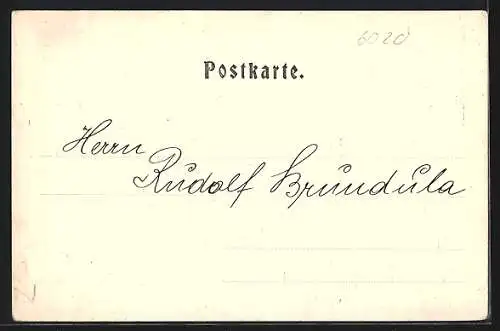 6020
Postkarte.
Herrn
Rudolf Brundula